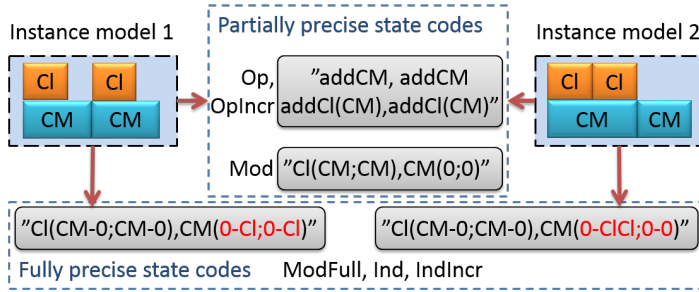 Instance model 1
Partially precise state codes
Instance model 2
Cl Cl
CM CM
Op,
OpIncr
”addCM, addCM
addCl(CM),addCl(CM)”
Cl Cl
CM CM
Mod
”Cl(CM;CM),CM(0;0)”
”Cl(CM-0;CM-0),CM(0-Cl;0-Cl)”
”Cl(CM-0;CM-0),CM(0-ClCl;0-0)”
Fully precise state codes
ModFull, Ind, IndIncr